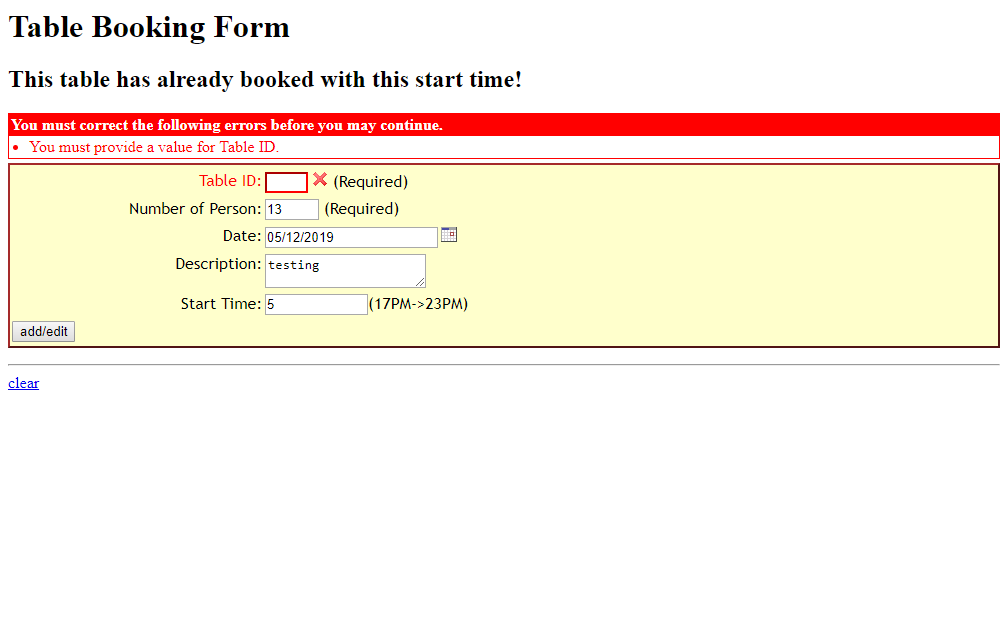 Table Booking Form
This table has already booked with this start time!
You must correct the following errors before you may continue.
• You must provide a value for Table ID.
Table ID: (Required)
Number of Person: 13 (Required)
Date: 05/12/2019
Description: testing
Start Time: 5 (17PM->23PM)
add/edit
clear